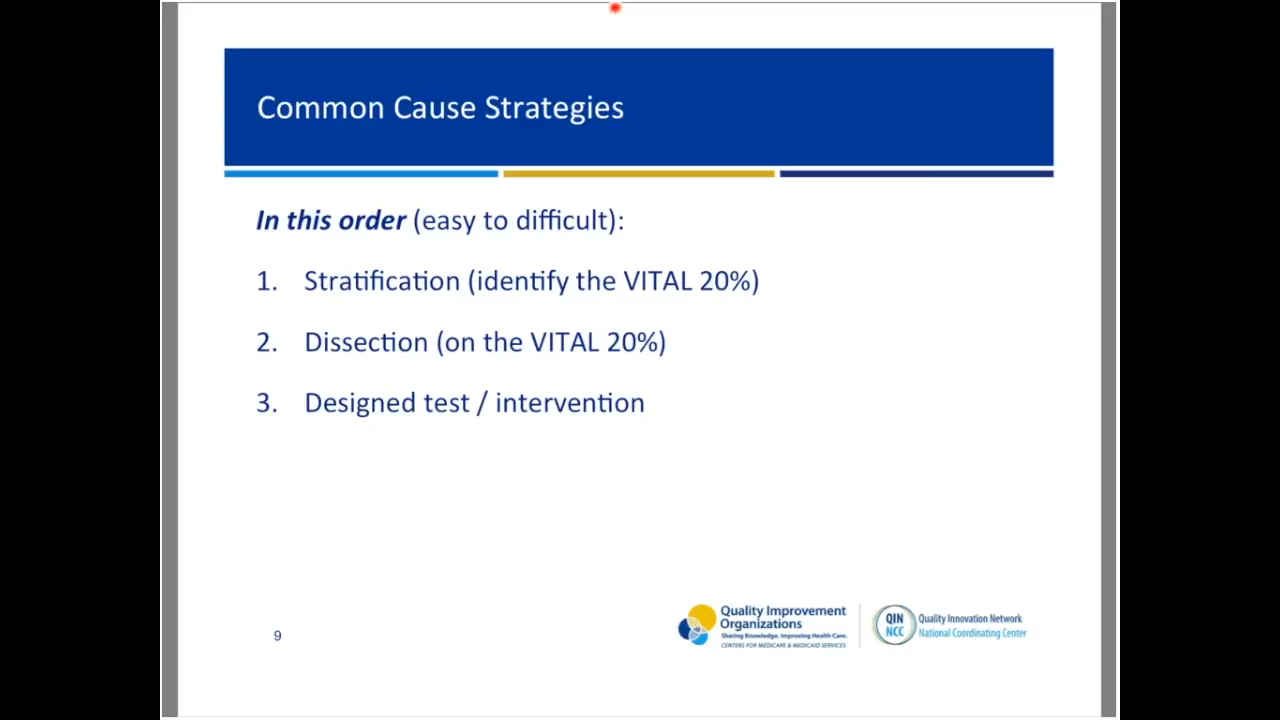 Common Cause Strategies
In this order (easy to difficult):
1. Stratification (identify the VITAL 20%)
2. Dissection (on the VITAL 20%)
3. Designed test / intervention
9
Quality Improvement
Organizations
Sharing Knowledge. Improving Health Care.
CENTERS FOR MEDICARE & MEDICAID SERVICES
QIN
NCC
Quality Innovation Network
National Coordinating Center